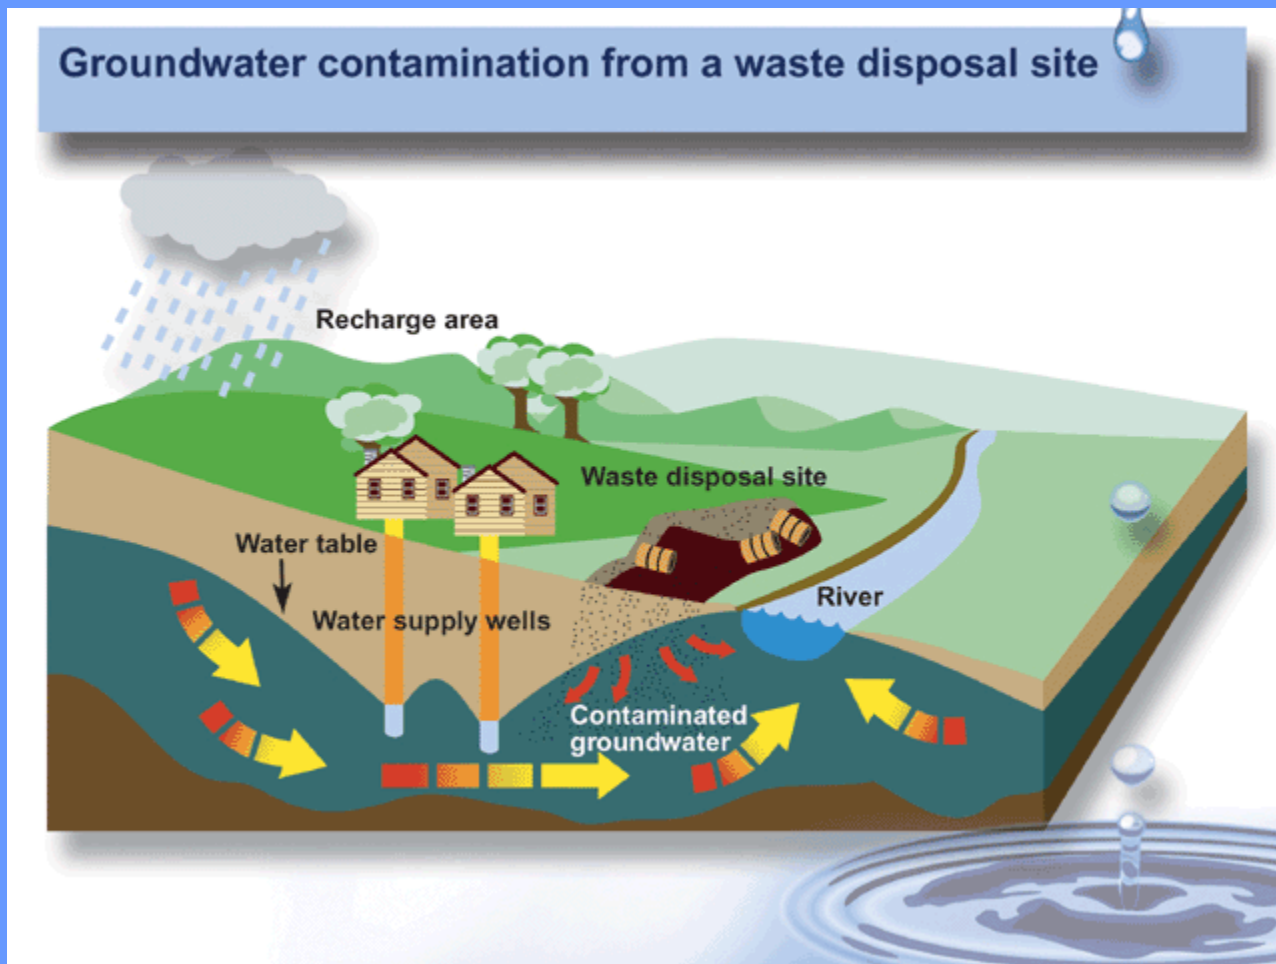 Groundwater contamination from a waste disposal site
Recharge area
Waste disposal site
Water table
River
Water supply wells
Contaminated
groundwater